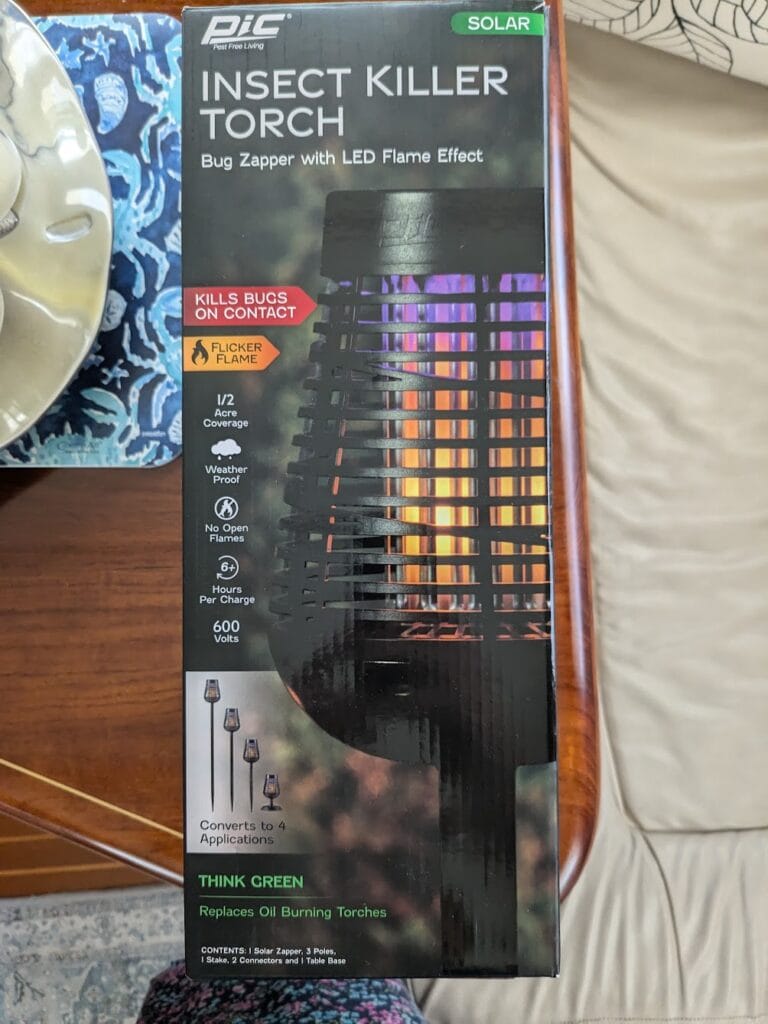 PiC®
Pest Free Living
SOLAR
INSECT KILLER
TORCH
Bug Zapper with LED Flame Effect
KILLS BUGS
ON CONTACT
FLICKER
FLAME
1/2
Acre
Coverage
Weather
Proof
No Open
Flames
6+
Hours
Per Charge
600
Volts
Converts to 4
Applications
THINK GREEN
Replaces Oil Burning Torches
CONTENTS: 1 Solar Zapper, 3 Poles,
1 Stake, 2 Connectors and 1 Table Base